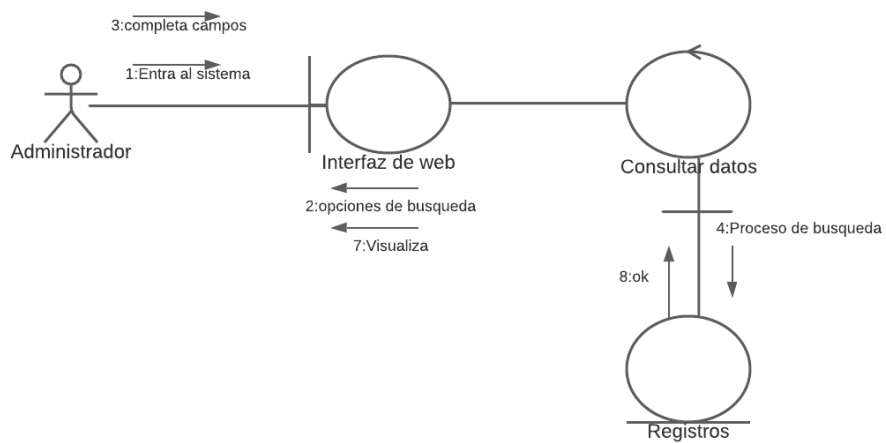 3:completa campos
1:Entra al sistema
Administrador
Interfaz de web
Consultar datos
2:opciones de busqueda
7:Visualiza
4:Proceso de busqueda
8:ok
Registros